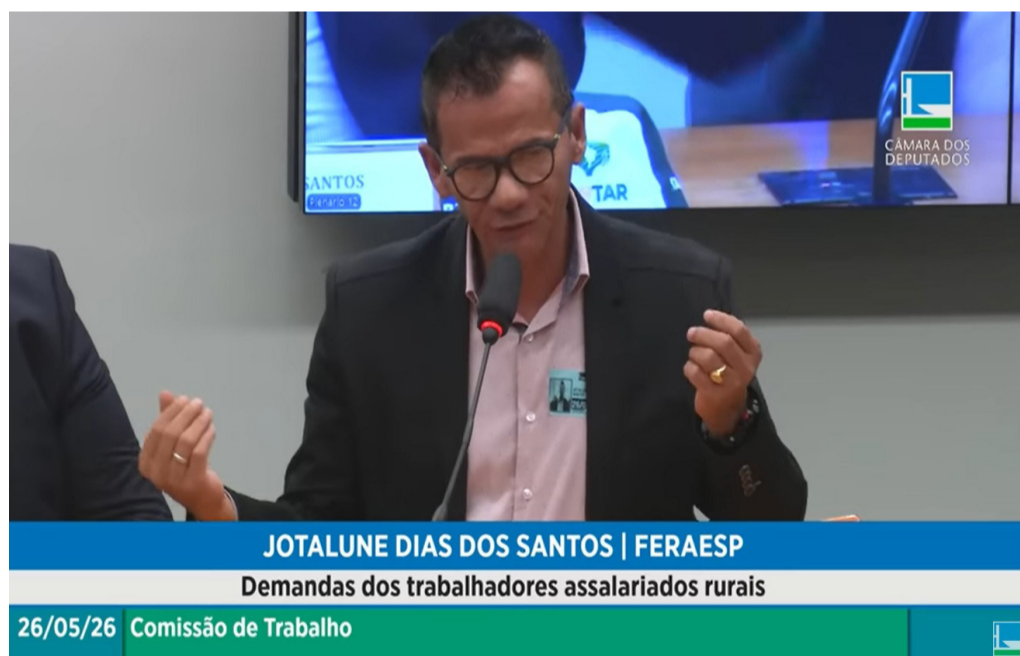 CÂMARA DOS
DEPUTADOS
SANTOS
Plenário 12
TAR
JOTALUNE DIAS DOS SANTOS | FERAESP
Demandas dos trabalhadores assalariados rurais
26/05/26 Comissão de Trabalho